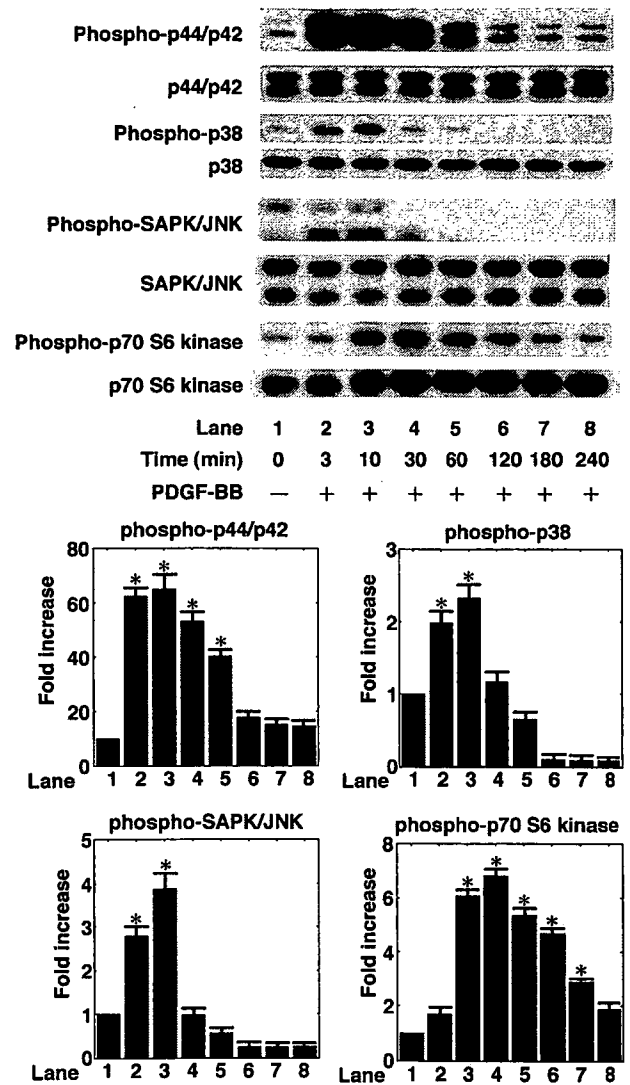 Phospho-p44/p42
p44/p42
Phospho-p38
p38
Phospho-SAPK/JNK
SAPK/JNK
Phospho-p70 S6 kinase
p70 S6 kinase
Lane 1 2 3 4 5 6 7 8
Time (min) 0 3 10 30 60 120 180 240
PDGF-BB — + + + + + + +
phospho-p44/p42
Fold increase
80
60
40
20
0
* * * *
Lane 1 2 3 4 5 6 7 8
phospho-p38
Fold increase
3
2
1
0
* *
Lane 1 2 3 4 5 6 7 8
phospho-SAPK/JNK
Fold increase
5
4
3
2
1
0
* *
Lane 1 2 3 4 5 6 7 8
phospho-p70 S6 kinase
Fold increase
8
6
4
2
0
* * * * *
Lane 1 2 3 4 5 6 7 8